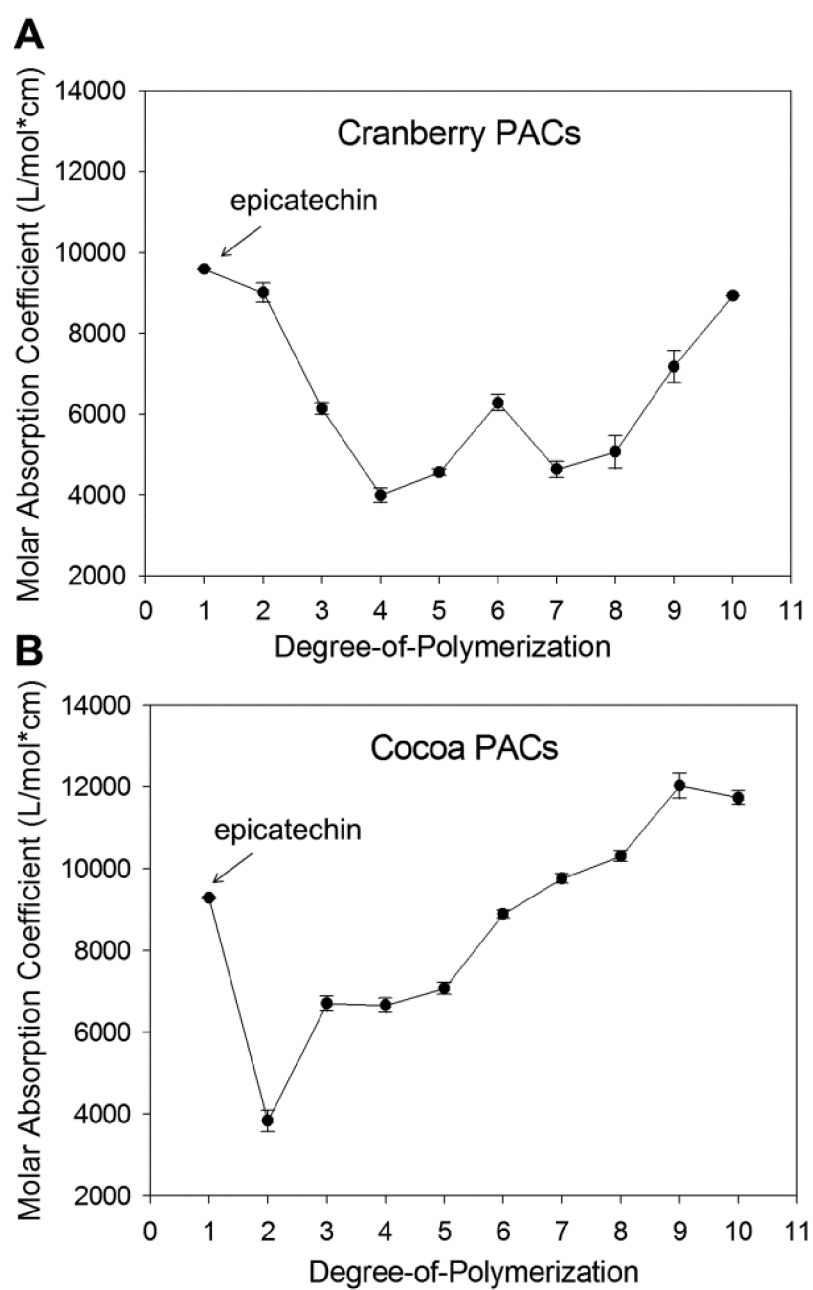 A
Molar Absorption Coefficient (L/mol*cm)
14000
12000
10000
8000
6000
4000
2000
Cranberry PACs
epicatechin
0 1 2 3 4 5 6 7 8 9 10 11
Degree-of-Polymerization
B
Molar Absorption Coefficient (L/mol*cm)
14000
12000
10000
8000
6000
4000
2000
Cocoa PACs
epicatechin
0 1 2 3 4 5 6 7 8 9 10 11
Degree-of-Polymerization